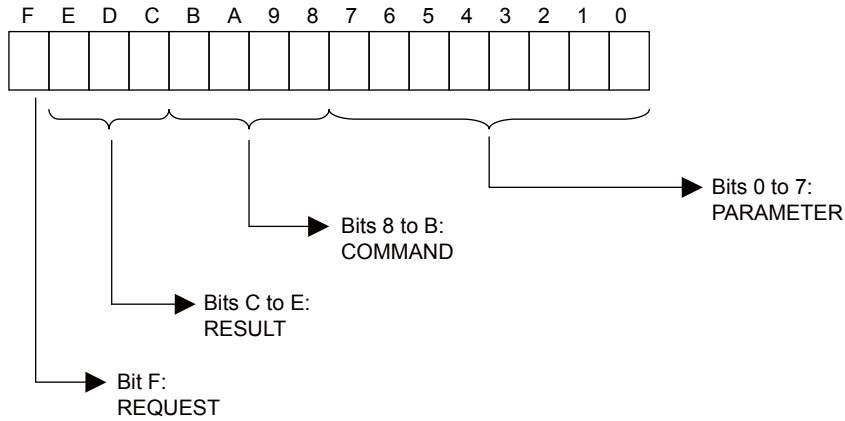 F E D C B A 9 8 7 6 5 4 3 2 1 0
Bits 0 to 7:
PARAMETER
Bits 8 to B:
COMMAND
Bits C to E:
RESULT
Bit F:
REQUEST